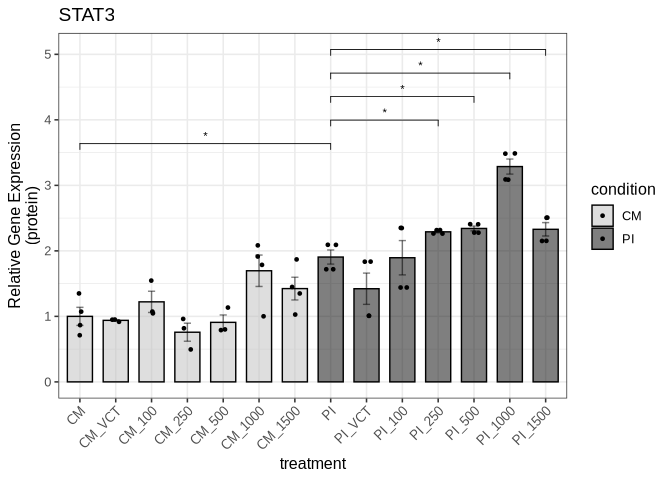 STAT3
Relative Gene Expression
(protein)
5
4
3
2
1
0
*
*
*
*
*
CM
CM_VCT
CM_100
CM_250
CM_500
CM_1000
CM_1500
PI
PI_VCT
PI_100
PI_250
PI_500
PI_1000
PI_1500
treatment
condition
CM
PI